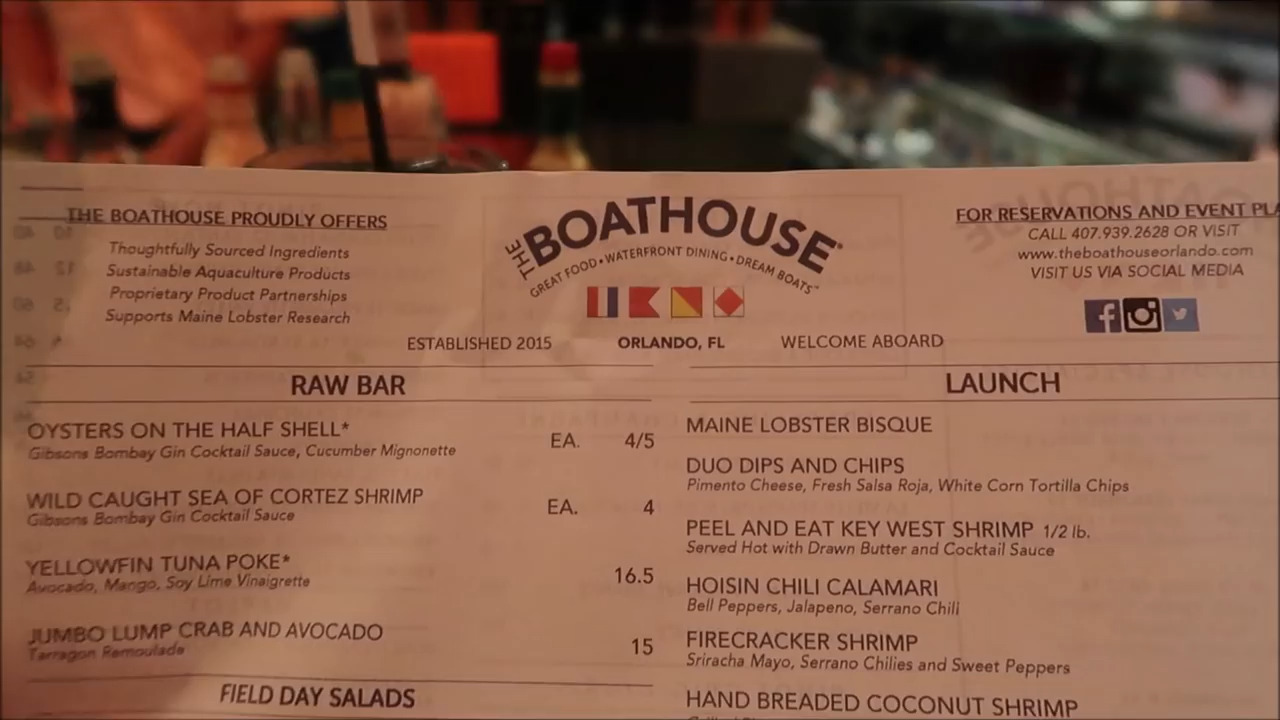 THE BOATHOUSE PROUDLY OFFERS
Thoughtfully Sourced Ingredients
Sustainable Aquaculture Products
Proprietary Product Partnerships
Supports Maine Lobster Research
THE BOATHOUSE®
GREAT FOOD • WATERFRONT DINING • DREAM BOATS™
ESTABLISHED 2015 ORLANDO, FL WELCOME ABOARD
FOR RESERVATIONS AND EVENT PLA
CALL 407.939.2628 OR VISIT
www.theboathouseorlando.com
VISIT US VIA SOCIAL MEDIA
RAW BAR
OYSTERS ON THE HALF SHELL* EA. 4/5
Gibsons Bombay Gin Cocktail Sauce, Cucumber Mignonette
WILD CAUGHT SEA OF CORTEZ SHRIMP EA. 4
Gibsons Bombay Gin Cocktail Sauce
YELLOWFIN TUNA POKE* 16.5
Avocado, Mango, Soy Lime Vinaigrette
JUMBO LUMP CRAB AND AVOCADO 15
Tarragon Remoulade
FIELD DAY SALADS
LAUNCH
MAINE LOBSTER BISQUE
DUO DIPS AND CHIPS
Pimento Cheese, Fresh Salsa Roja, White Corn Tortilla Chips
PEEL AND EAT KEY WEST SHRIMP 1/2 lb.
Served Hot with Drawn Butter and Cocktail Sauce
HOISIN CHILI CALAMARI
Bell Peppers, Jalapeno, Serrano Chili
FIRECRACKER SHRIMP
Sriracha Mayo, Serrano Chilies and Sweet Peppers
HAND BREADED COCONUT SHRIMP